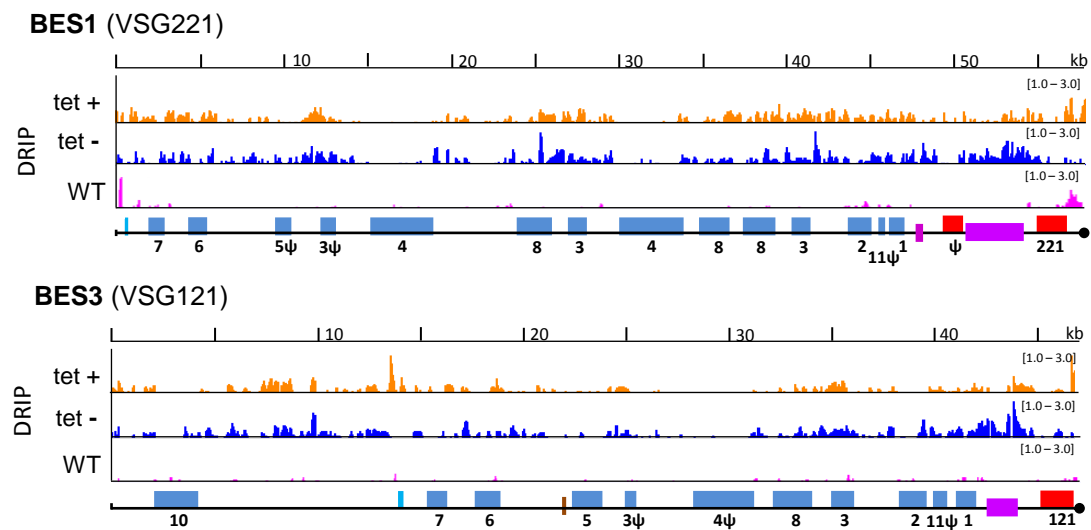 BES1 (VSG221)
10 20 30 40 50 kb
DRIP
tet + [1.0 – 3.0]
tet - [1.0 – 3.0]
WT [1.0 – 3.0]
7 6 5ψ 3ψ 4 8 3 4 8 8 3 2 11ψ 1 ψ 221
BES3 (VSG121)
10 20 30 40 kb
DRIP
tet + [1.0 – 3.0]
tet - [1.0 – 3.0]
WT [1.0 – 3.0]
10 7 6 5 3ψ 4ψ 8 3 2 11ψ 1 121